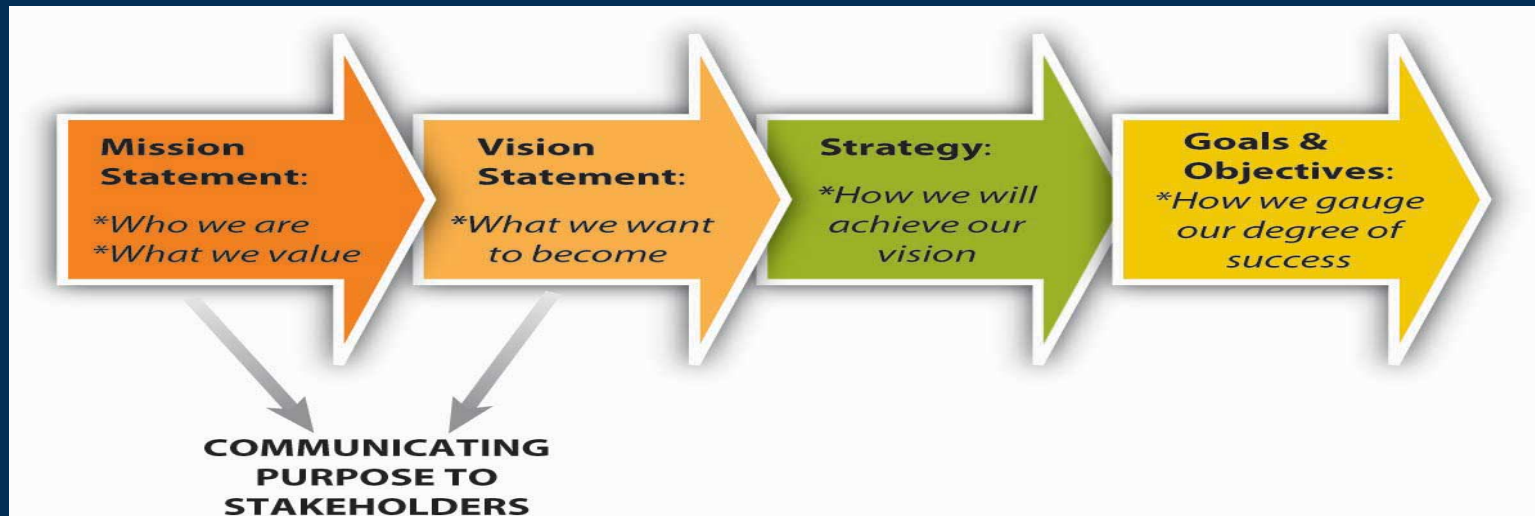 Mission
Statement:
*Who we are
*What we value
Vision
Statement:
*What we want
to become
Strategy:
*How we will
achieve our
vision
Goals &
Objectives:
*How we gauge
our degree of
success
COMMUNICATING
PURPOSE TO
STAKEHOLDERS